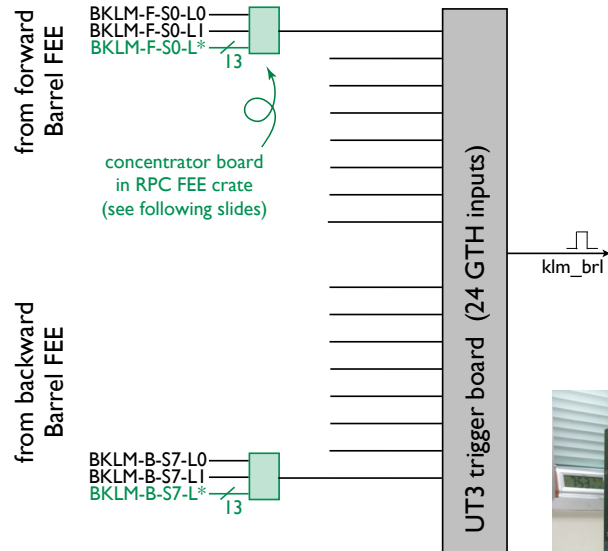 from forward
Barrel FEE
BKLM-F-S0-L0
BKLM-F-S0-L1
BKLM-F-S0-L*
13
concentrator board
in RPC FEE crate
(see following slides)
UT3 trigger board (24 GTH inputs)
klm_brl
from backward
Barrel FEE
BKLM-B-S7-L0
BKLM-B-S7-L1
BKLM-B-S7-L*
13